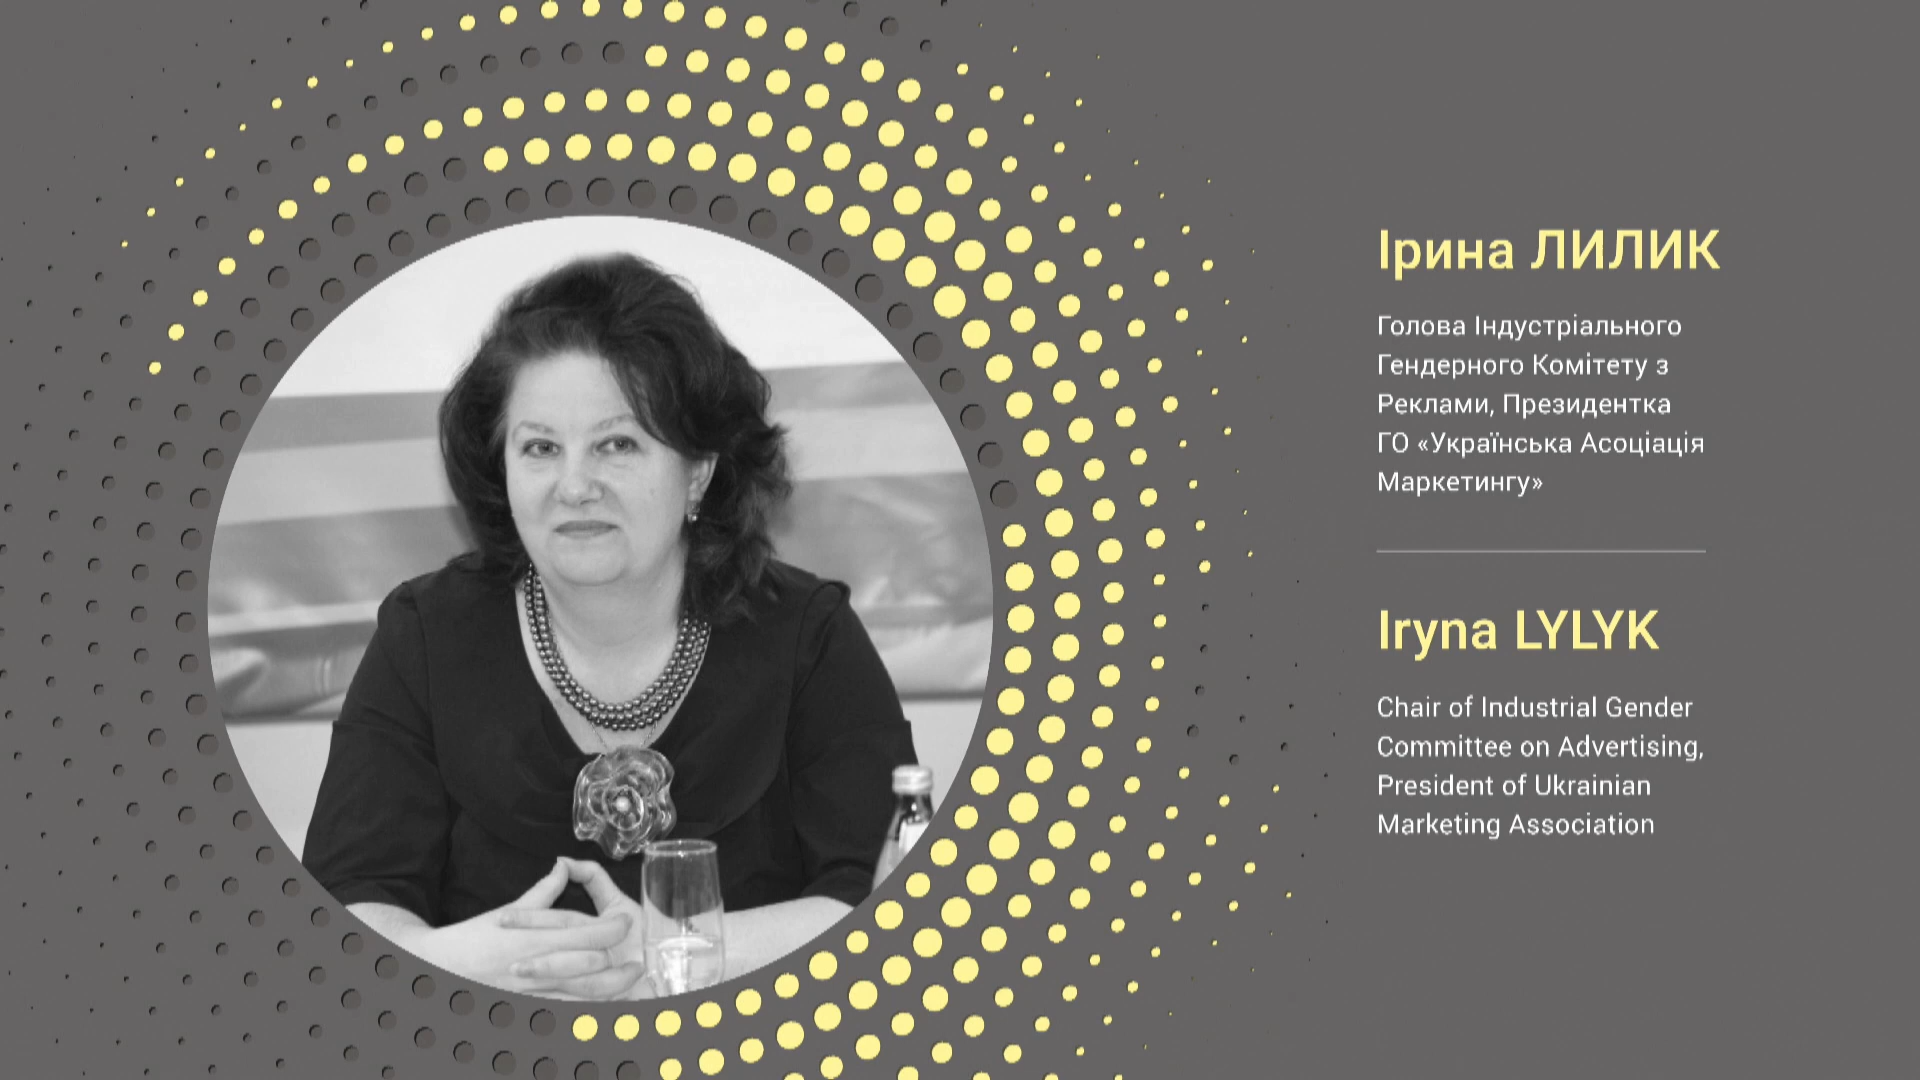 Ірина ЛИЛИК
Голова Індустріального
Гендерного Комітету з
Реклами, Президентка
ГО «Українська Асоціація
Маркетингу»
Iryna LYLYK
Chair of Industrial Gender
Committee on Advertising,
President of Ukrainian
Marketing Association